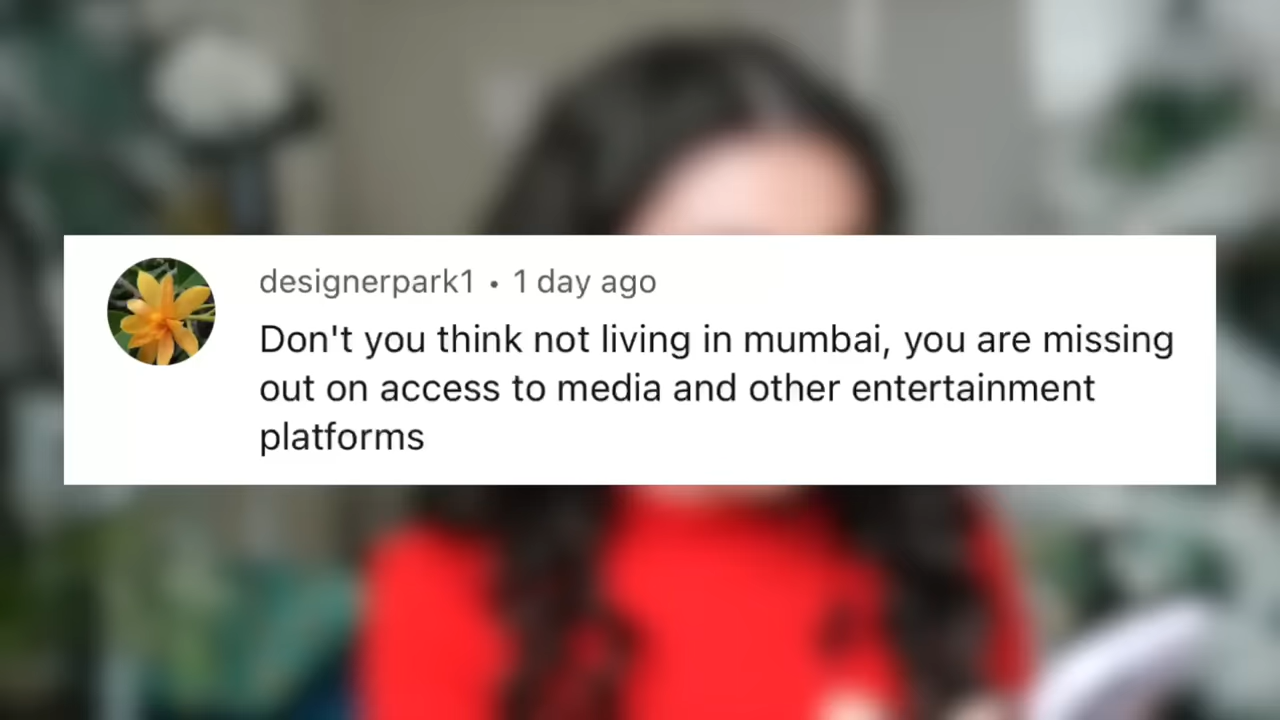 designerpark1 • 1 day ago
Don't you think not living in mumbai, you are missing
out on access to media and other entertainment
platforms